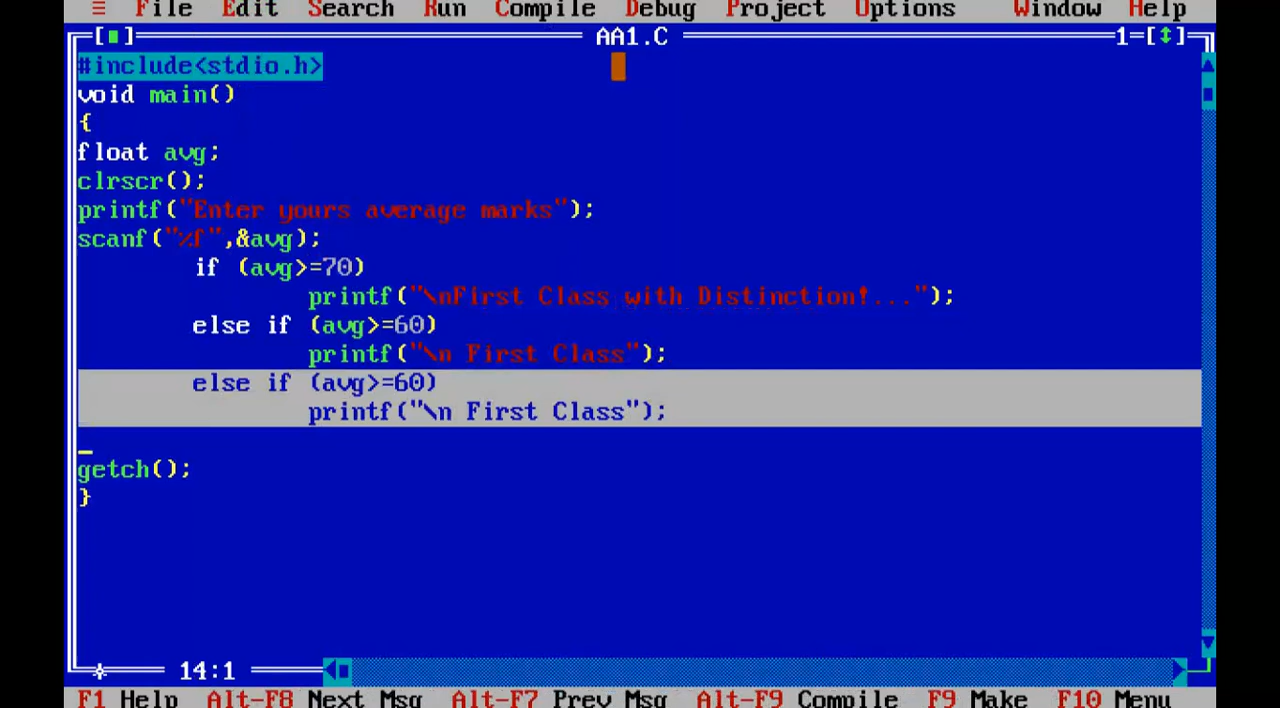 ≡ File Edit Search Run Compile Debug Project Options Window Help
[■] AA1.C 1=[↕]
#include<stdio.h>
void main()
{
float avg;
clrscr();
printf("Enter yours average marks");
scanf("%f",&avg);
if (avg>=70)
printf("\nFirst Class with Distinction!...");
else if (avg>=60)
printf("\n First Class");
else if (avg>=60)
printf("\n First Class");
getch();
}
14:1
F1 Help Alt-F8 Next Msg Alt-F7 Prev Msg Alt-F9 Compile F9 Make F10 Menu